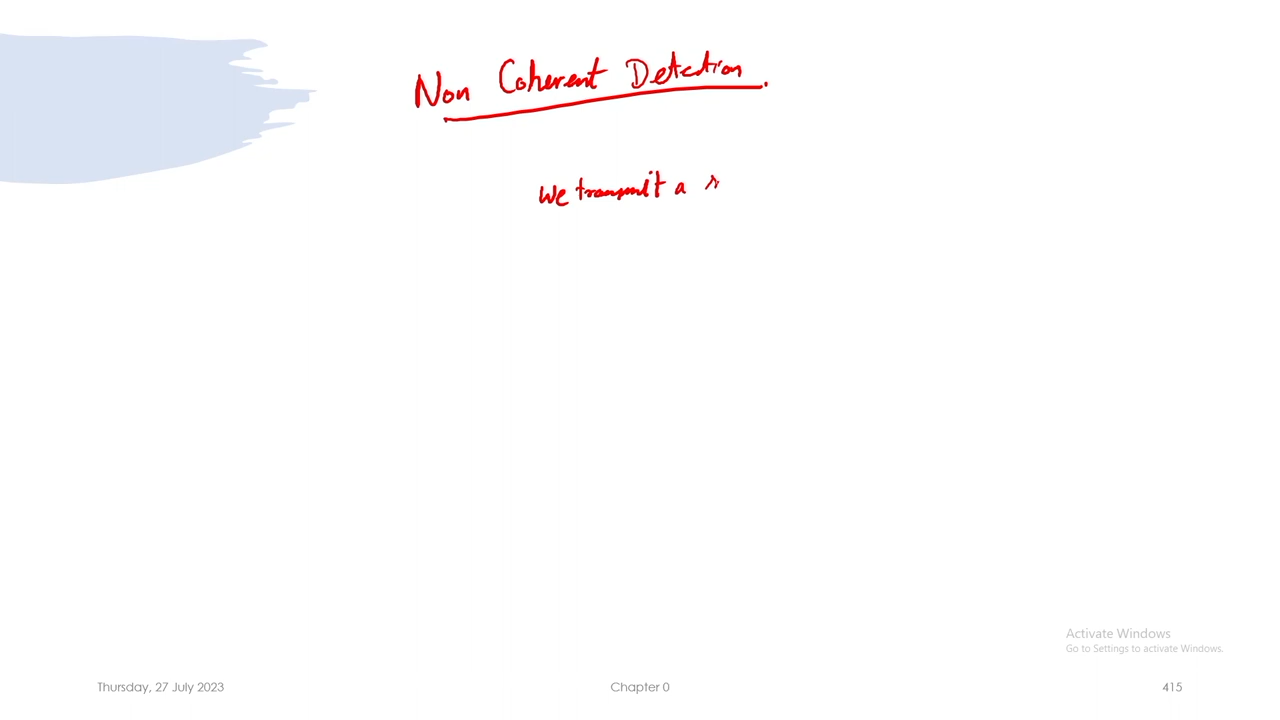 Non Coherent Detection.
We transmit a
Activate Windows
Go to Settings to activate Windows.
Thursday, 27 July 2023
Chapter 0
415